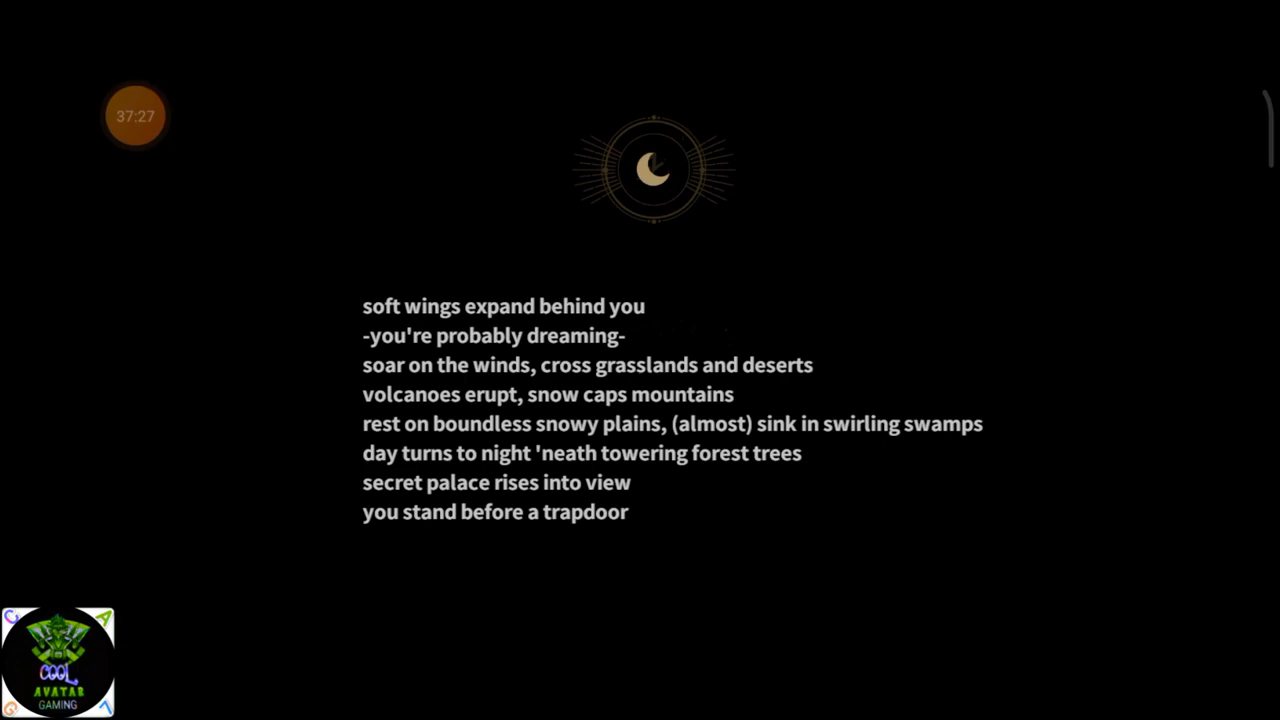 37:27
soft wings expand behind you
-you're probably dreaming-
soar on the winds, cross grasslands and deserts
volcanoes erupt, snow caps mountains
rest on boundless snowy plains, (almost) sink in swirling swamps
day turns to night 'neath towering forest trees
secret palace rises into view
you stand before a trapdoor
C A
COOL
AVATAR
GAMING
G